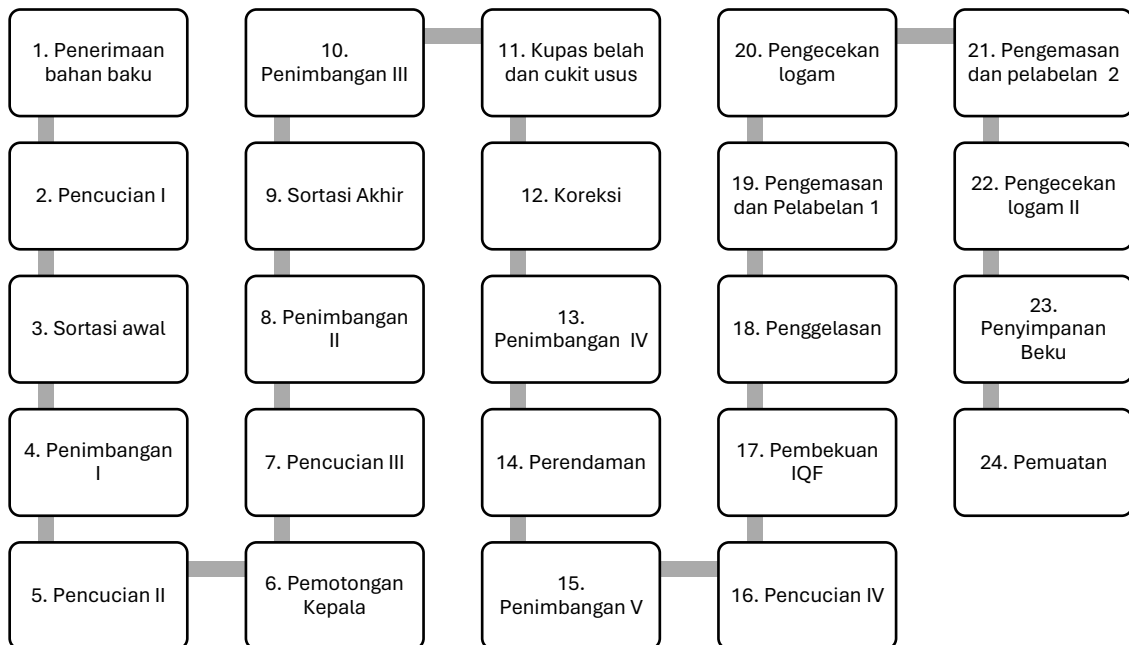 1. Penerimaan
bahan baku
2. Pencucian I
3. Sortasi awal
4. Penimbangan
I
5. Pencucian II
6. Pemotongan
Kepala
7. Pencucian III
8. Penimbangan
II
9. Sortasi Akhir
10.
Penimbangan III
11. Kupas belah
dan cukit usus
12. Koreksi
13.
Penimbangan IV
14. Perendaman
15.
Penimbangan V
16. Pencucian IV
17. Pembekuan
IQF
18. Penggelasan
19. Pengemasan
dan Pelabelan 1
20. Pengecekan
logam
21. Pengemasan
dan pelabelan 2
22. Pengecekan
logam II
23.
Penyimpanan
Beku
24. Pemuatan